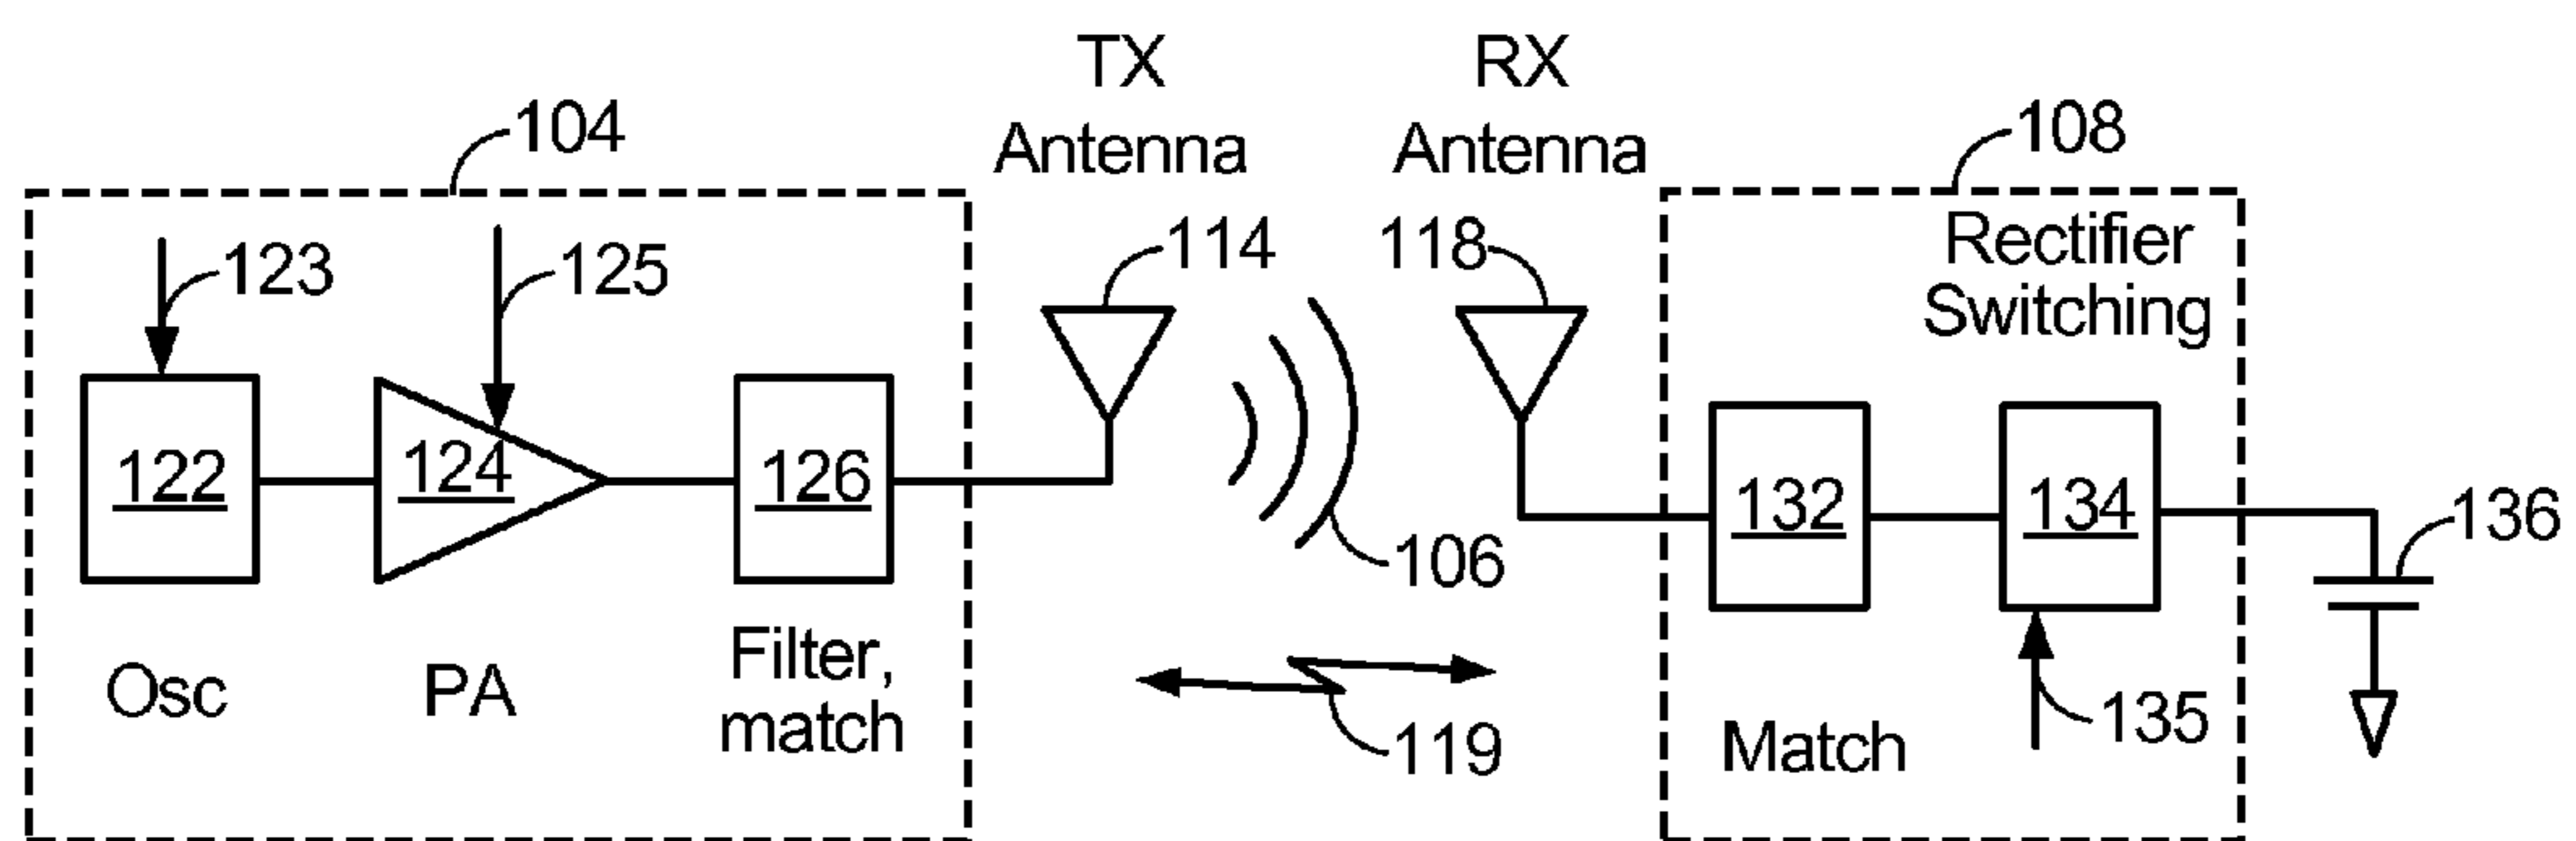 TX
Antenna
RX
Antenna
104
108
123
125
114
118
Rectifier
Switching
122
124
126
132
134
136
106
Osc
PA
Filter,
match
119
Match
135